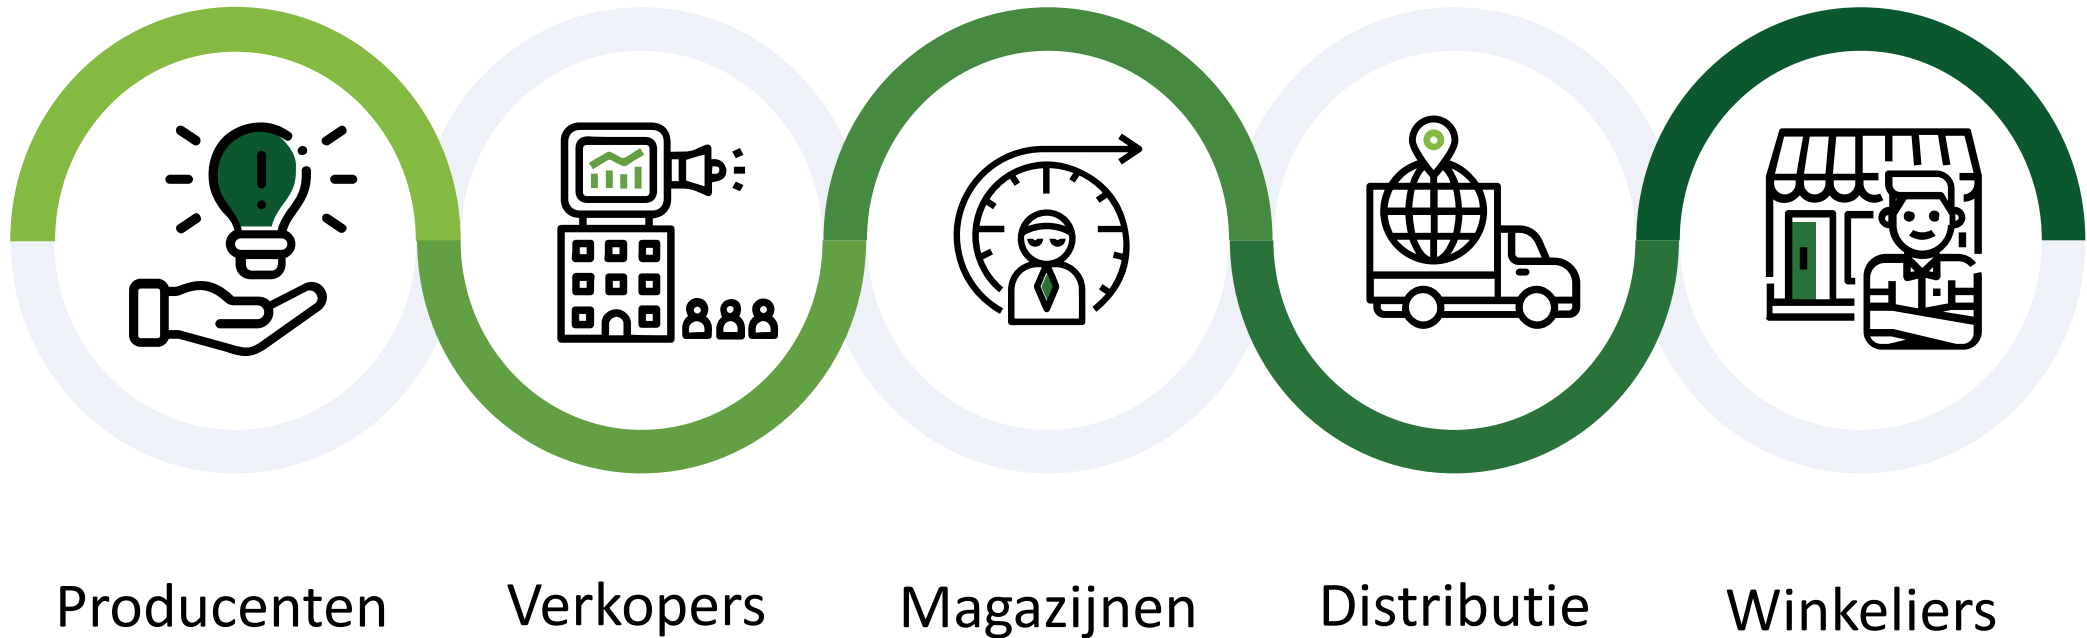 Producenten
Verkopers
Magazijnen
Distributie
Winkeliers